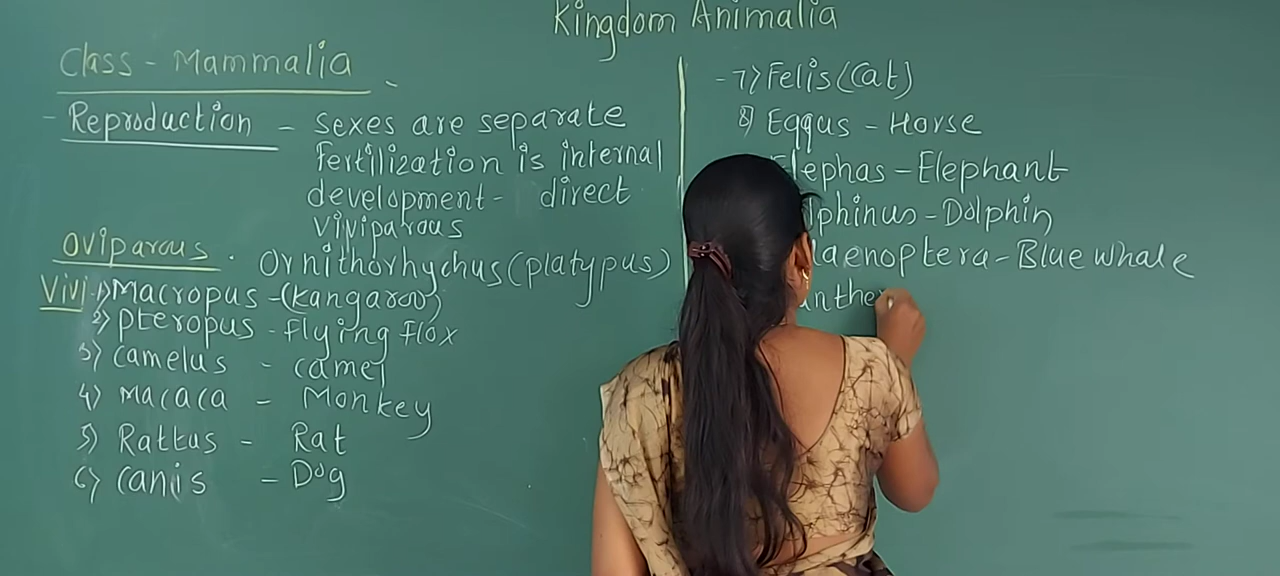 Kingdom Animalia
Class - Mammalia
- Reproduction - sexes are separate
fertilization is internal
development - direct
viviparous
Oviparous. Ornithorhychus (platypus)
Vivi - 1) Macropus - (Kangaroo)
2) pteropus - flying flox
3) camelus - camel
4) Macaca - Monkey
5) Rattus - Rat
6) canis - Dog
- 7) Felis (Cat)
8) Eqqus - Horse
Elephas - Elephant
lphinus - Dolphin
laenoptera - Blue whale
anthe